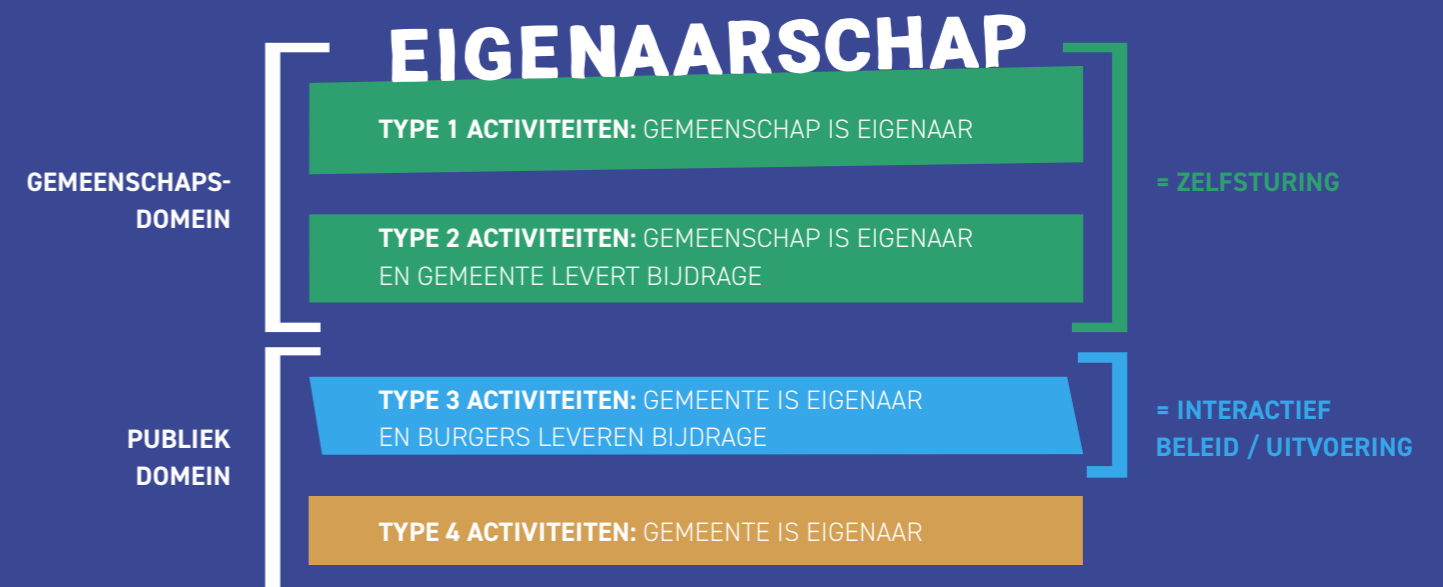 EIGENAARSCHAP
GEMEENSCHAPS-
DOMEIN
TYPE 1 ACTIVITEITEN: GEMEENSCHAP IS EIGENAAR
TYPE 2 ACTIVITEITEN: GEMEENSCHAP IS EIGENAAR
EN GEMEENTE LEVERT BIJDRAGE
= ZELFSTURING
PUBLIEK
DOMEIN
TYPE 3 ACTIVITEITEN: GEMEENTE IS EIGENAAR
EN BURGERS LEVEREN BIJDRAGE
= INTERACTIEF
BELEID / UITVOERING
TYPE 4 ACTIVITEITEN: GEMEENTE IS EIGENAAR